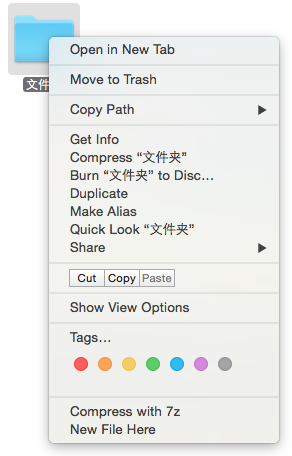 文件
Open in New Tab
Move to Trash
Copy Path
Get Info
Compress “文件夹”
Burn “文件夹” to Disc...
Duplicate
Make Alias
Quick Look “文件夹”
Share
Cut Copy Paste
Show View Options
Tags...
Compress with 7z
New File Here